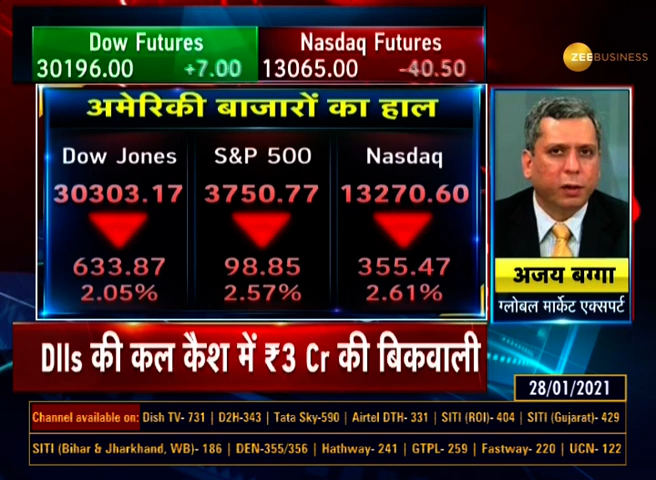 Dow Futures
30196.00 +7.00
Nasdaq Futures
13065.00 -40.50
ZEE BUSINESS
अमेरिकी बाजारों का हाल
Dow Jones S&P 500 Nasdaq
30303.17 3750.77 13270.60
633.87 98.85 355.47
2.05% 2.57% 2.61%
अजय बग्गा
ग्लोबल मार्केट एक्सपर्ट
DIIs की कल कैश में ₹3 Cr की बिकवाली
28/01/2021
Channel available on: Dish TV- 731 | D2H-343 | Tata Sky-590 | Airtel DTH- 331 | SITI (ROI)- 404 | SITI (Gujarat)- 429
SITI (Bihar & Jharkhand, WB)- 186 | DEN-355/356 | Hathway- 241 | GTPL- 259 | Fastway- 220 | UCN- 122